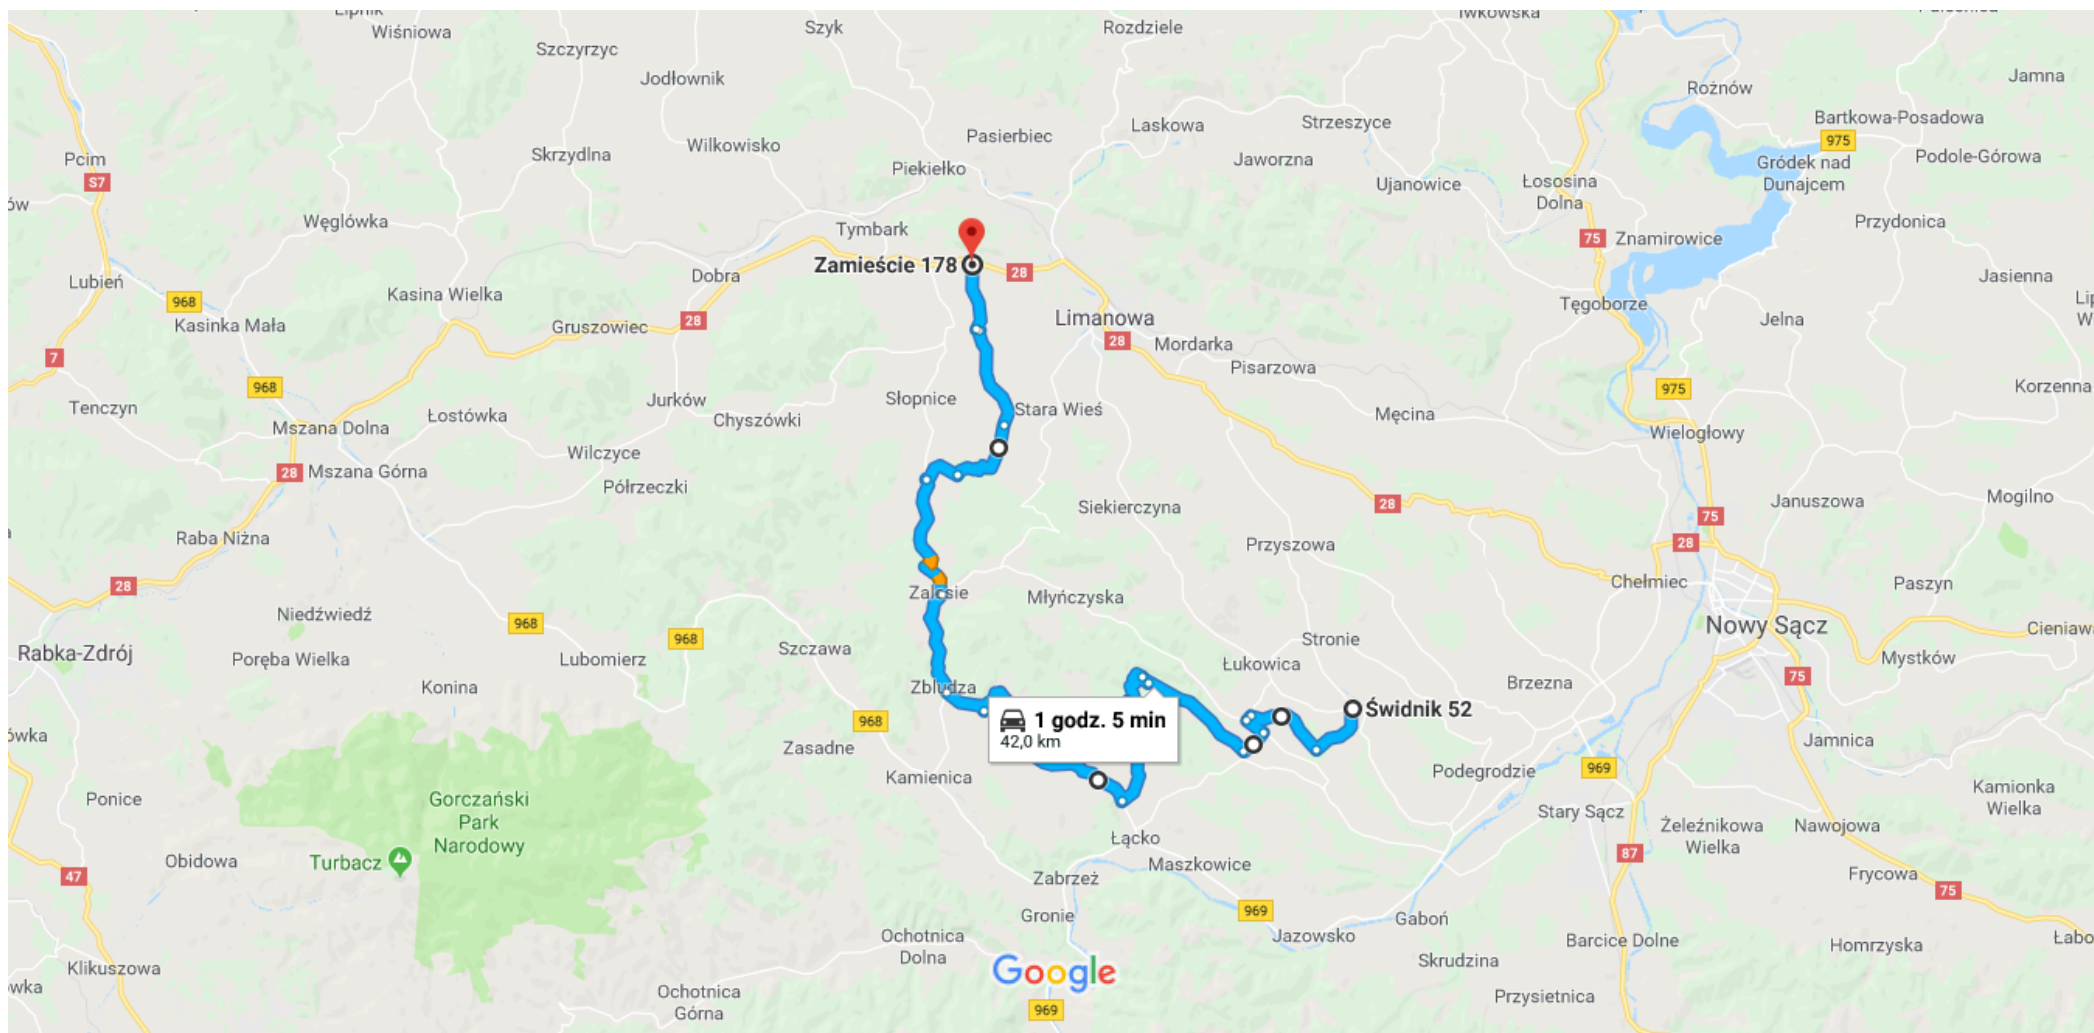 Lipnik
Wiśniowa
Szczyrzyc
Szyk
Rozdziele
Iwkowska
Jodłownik
Rożnów
Jamna
Bartkowa-Posadowa
975
Pcim
S7
Skrzydlna
Wilkowisko
Pasierbiec
Piekiełko
Laskowa
Strzeszyce
Jaworzna
Ujanowice
Łososina
Dolna
Gródek nad
Dunajcem
Podole-Górowa
ów
Węglówka
Tymbark
Przydonica
75
Znamirowice
Zamieście 178
28
Dobra
Lubień
968
Kasina Wielka
Kasinka Mała
Gruszowiec
28
Limanowa
28
Mordarka
Tęgoborze
Jelna
Jasienna
7
968
Pisarzowa
975
Korzenna
Tenczyn
Mszana Dolna
Łostówka
Jurków
Chyszówki
Słopnice
Stara Wieś
Męcina
Wielogłowy
28
Mszana Górna
Wilczyce
Półrzeczki
Siekierczyna
28
Januszowa
Mogilno
75
Raba Niżna
Przyszowa
28
28
Chełmiec
Paszyn
Niedźwiedź
968
968
Zalesie
Młyńczyska
Nowy Sącz
Cieniawa
Rabka-Zdrój
Poręba Wielka
Lubomierz
Szczawa
Stronie
Łukowica
Mystków
75
Konina
Zbludza
Brzezna
Świdnik 52
1 godz. 5 min
42,0 km
968
Zasadne
Kamienica
ówka
Jamnica
Podegrodzie
969
Ponice
Gorczański
Park
Narodowy
Kamionka
Wielka
Stary Sącz
Żeleźnikowa
Wielka
Nawojowa
Łącko
Maszkowice
87
Obidowa
Turbacz
47
Zabrzeż
Frycowa
75
Gronie
969
Gaboń
Jazowsko
Ochotnica
Dolna
Barcice Dolne
Homrzyska
Łabo
Klikuszowa
Google
Skrudzina
wka
Ochotnica
Górna
969
Przysietnica